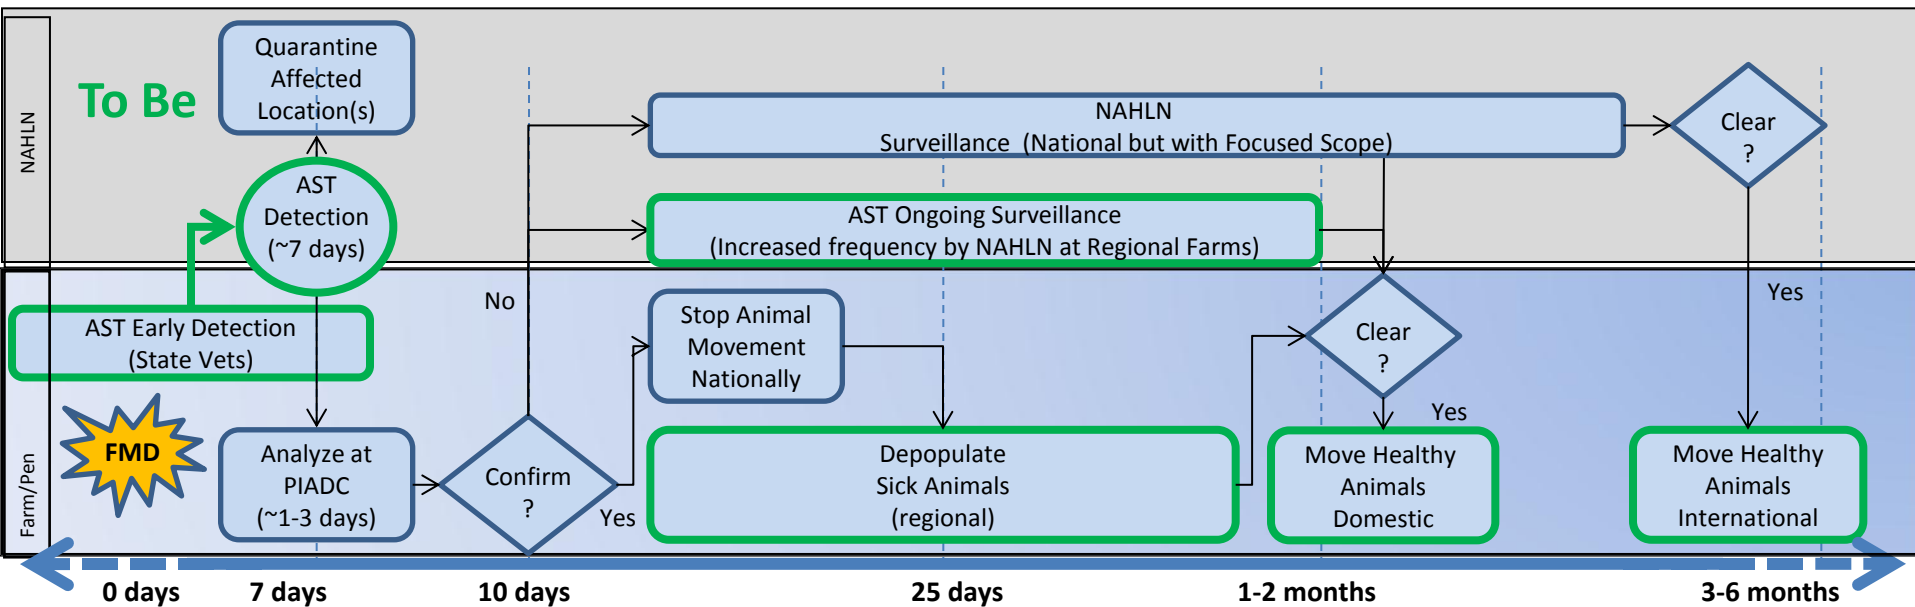 NAHLN
To Be
Quarantine
Affected
Location(s)
AST
Detection
(~7 days)
NAHLN
Surveillance (National but with Focused Scope)
Clear
?
AST Ongoing Surveillance
(Increased frequency by NAHLN at Regional Farms)
Farm/Pen
AST Early Detection
(State Vets)
FMD
Analyze at
PIADC
(~1-3 days)
No
Confirm
?
Yes
Stop Animal
Movement
Nationally
Depopulate
Sick Animals
(regional)
Clear
?
Yes
Move Healthy
Animals
Domestic
Yes
Move Healthy
Animals
International
0 days
7 days
10 days
25 days
1-2 months
3-6 months